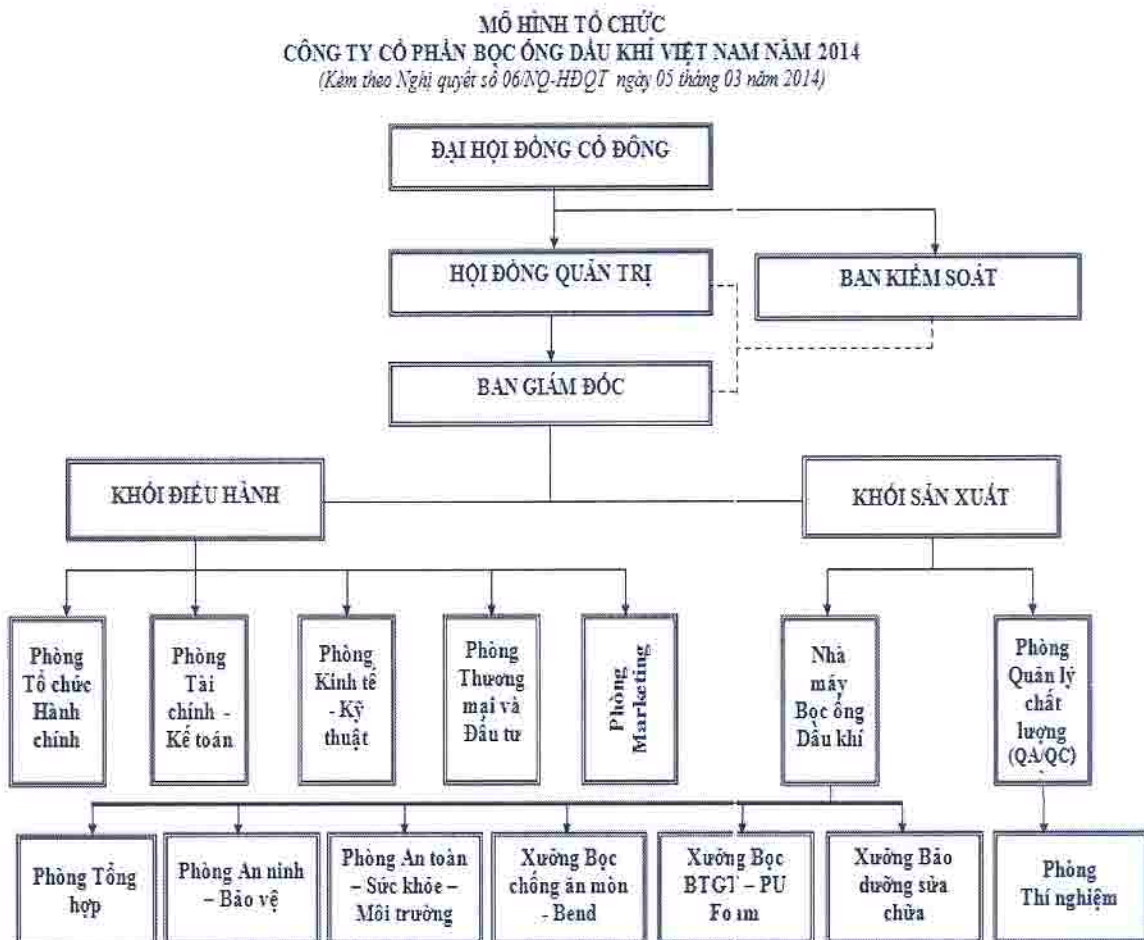 MÔ HÌNH TỔ CHỨC
CÔNG TY CỔ PHẦN BỌC ỐNG DẦU KHÍ VIỆT NAM NĂM 2014
(Kèm theo Nghị quyết số 06/NQ-HĐQT ngày 05 tháng 03 năm 2014)
ĐẠI HỘI ĐỒNG CỔ ĐÔNG
HỘI ĐỒNG QUẢN TRỊ
BAN KIỂM SOÁT
BAN GIÁM ĐỐC
KHỐI ĐIỀU HÀNH
KHỐI SẢN XUẤT
Phòng
Tổ chức
Hành
chính
Phòng
Tài
chính -
Kế toán
Phòng
Kinh tế
- Kỹ
thuật
Phòng
Thương
mại và
Đầu tư
Phòng
Marketing
Nhà
máy
Bọc ống
Dầu khí
Phòng
Quản lý
chất
lượng
(QA/QC)
Phòng Tổng
hợp
Phòng An ninh
– Bảo vệ
Phòng An toàn
– Sức khỏe –
Môi trường
Xưởng Bọc
chống ăn mòn
- Bend
Xưởng Bọc
BTGT – PU
Foam
Xưởng Bảo
dưỡng sửa
chữa
Phòng
Thí nghiệm